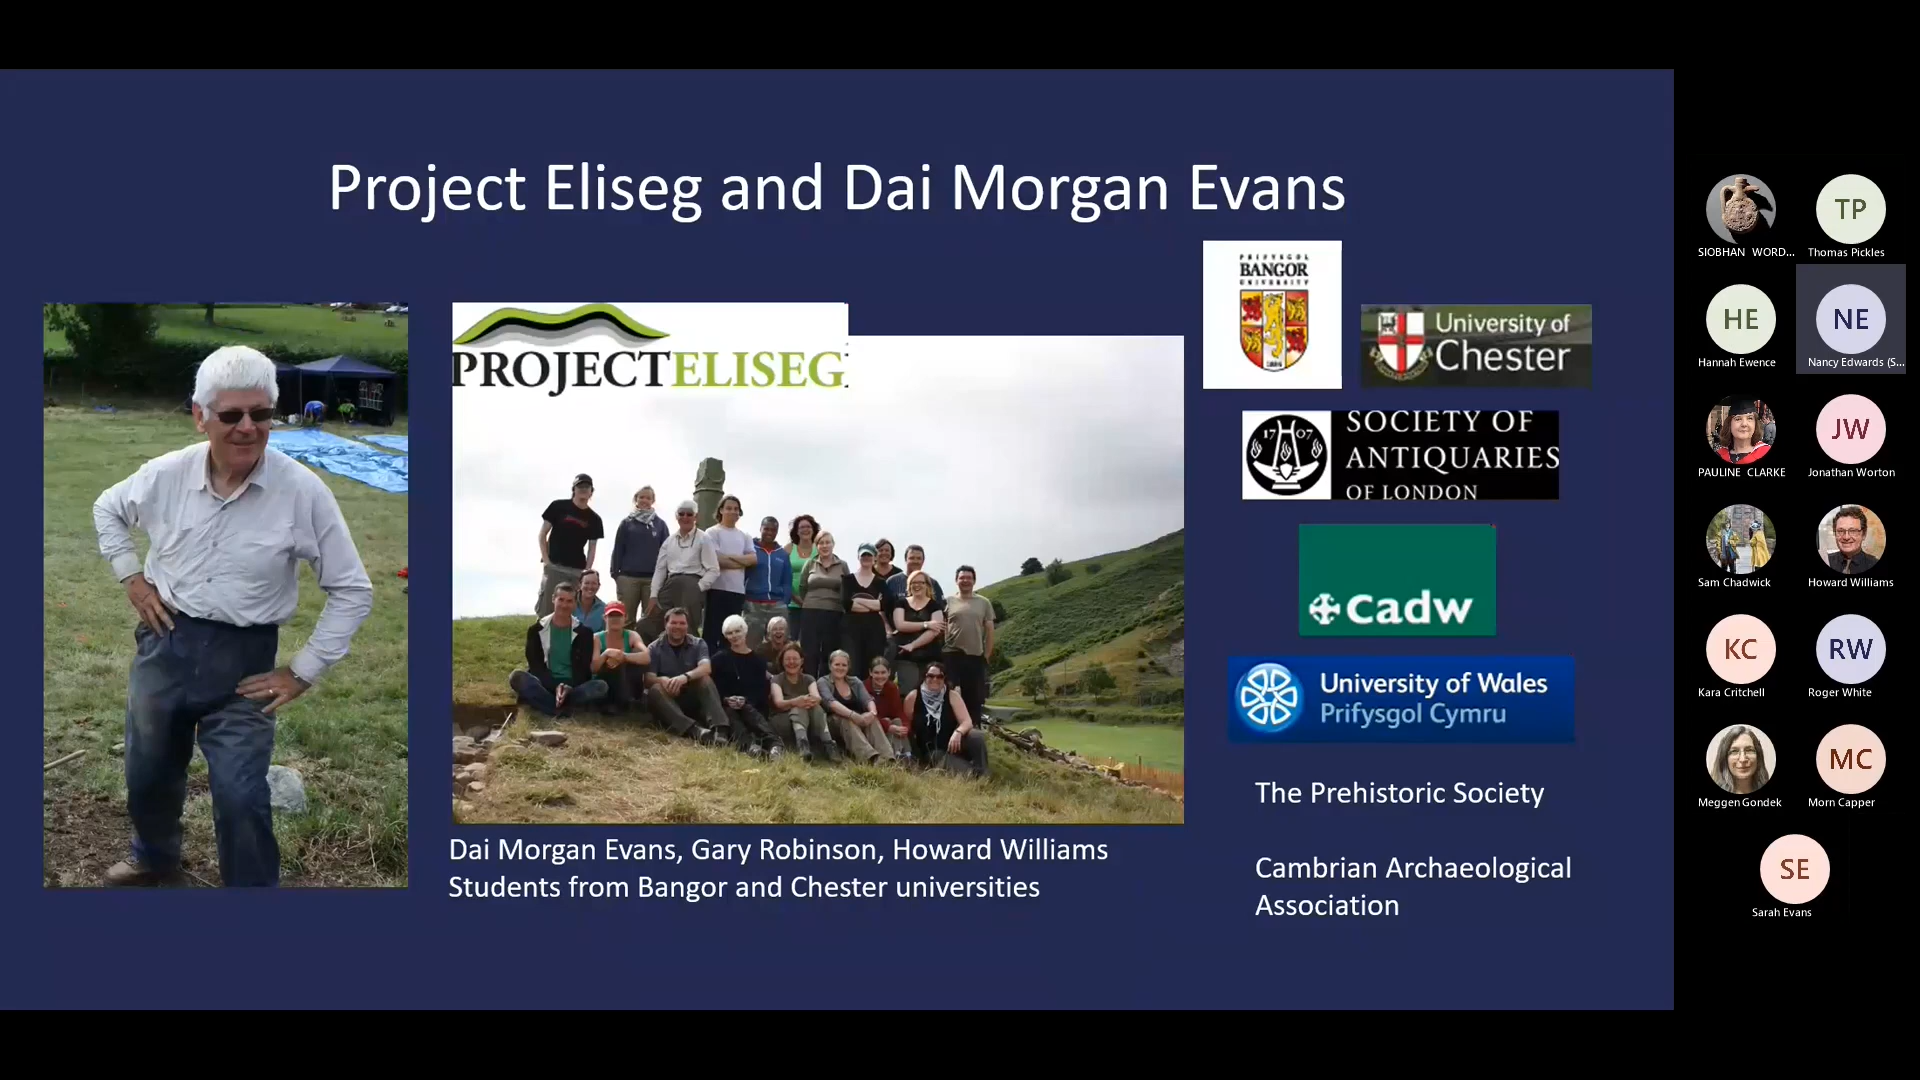 Project Eliseg and Dai Morgan Evans
PROJECTELISEG
Dai Morgan Evans, Gary Robinson, Howard Williams
Students from Bangor and Chester universities
PRIFYSGOL
BANGOR
UNIVERSITY
1884
University of
Chester
1707
SOCIETY OF
ANTIQUARIES
OF LONDON
Cadw
University of Wales
Prifysgol Cymru
The Prehistoric Society
Cambrian Archaeological
Association
SIOBHAN WORD...
TP
Thomas Pickles
HE
Hannah Ewence
NE
Nancy Edwards (S...
PAULINE CLARKE
JW
Jonathan Worton
Sam Chadwick
Howard Williams
KC
Kara Critchell
RW
Roger White
Meggen Gondek
MC
Morn Capper
SE
Sarah Evans